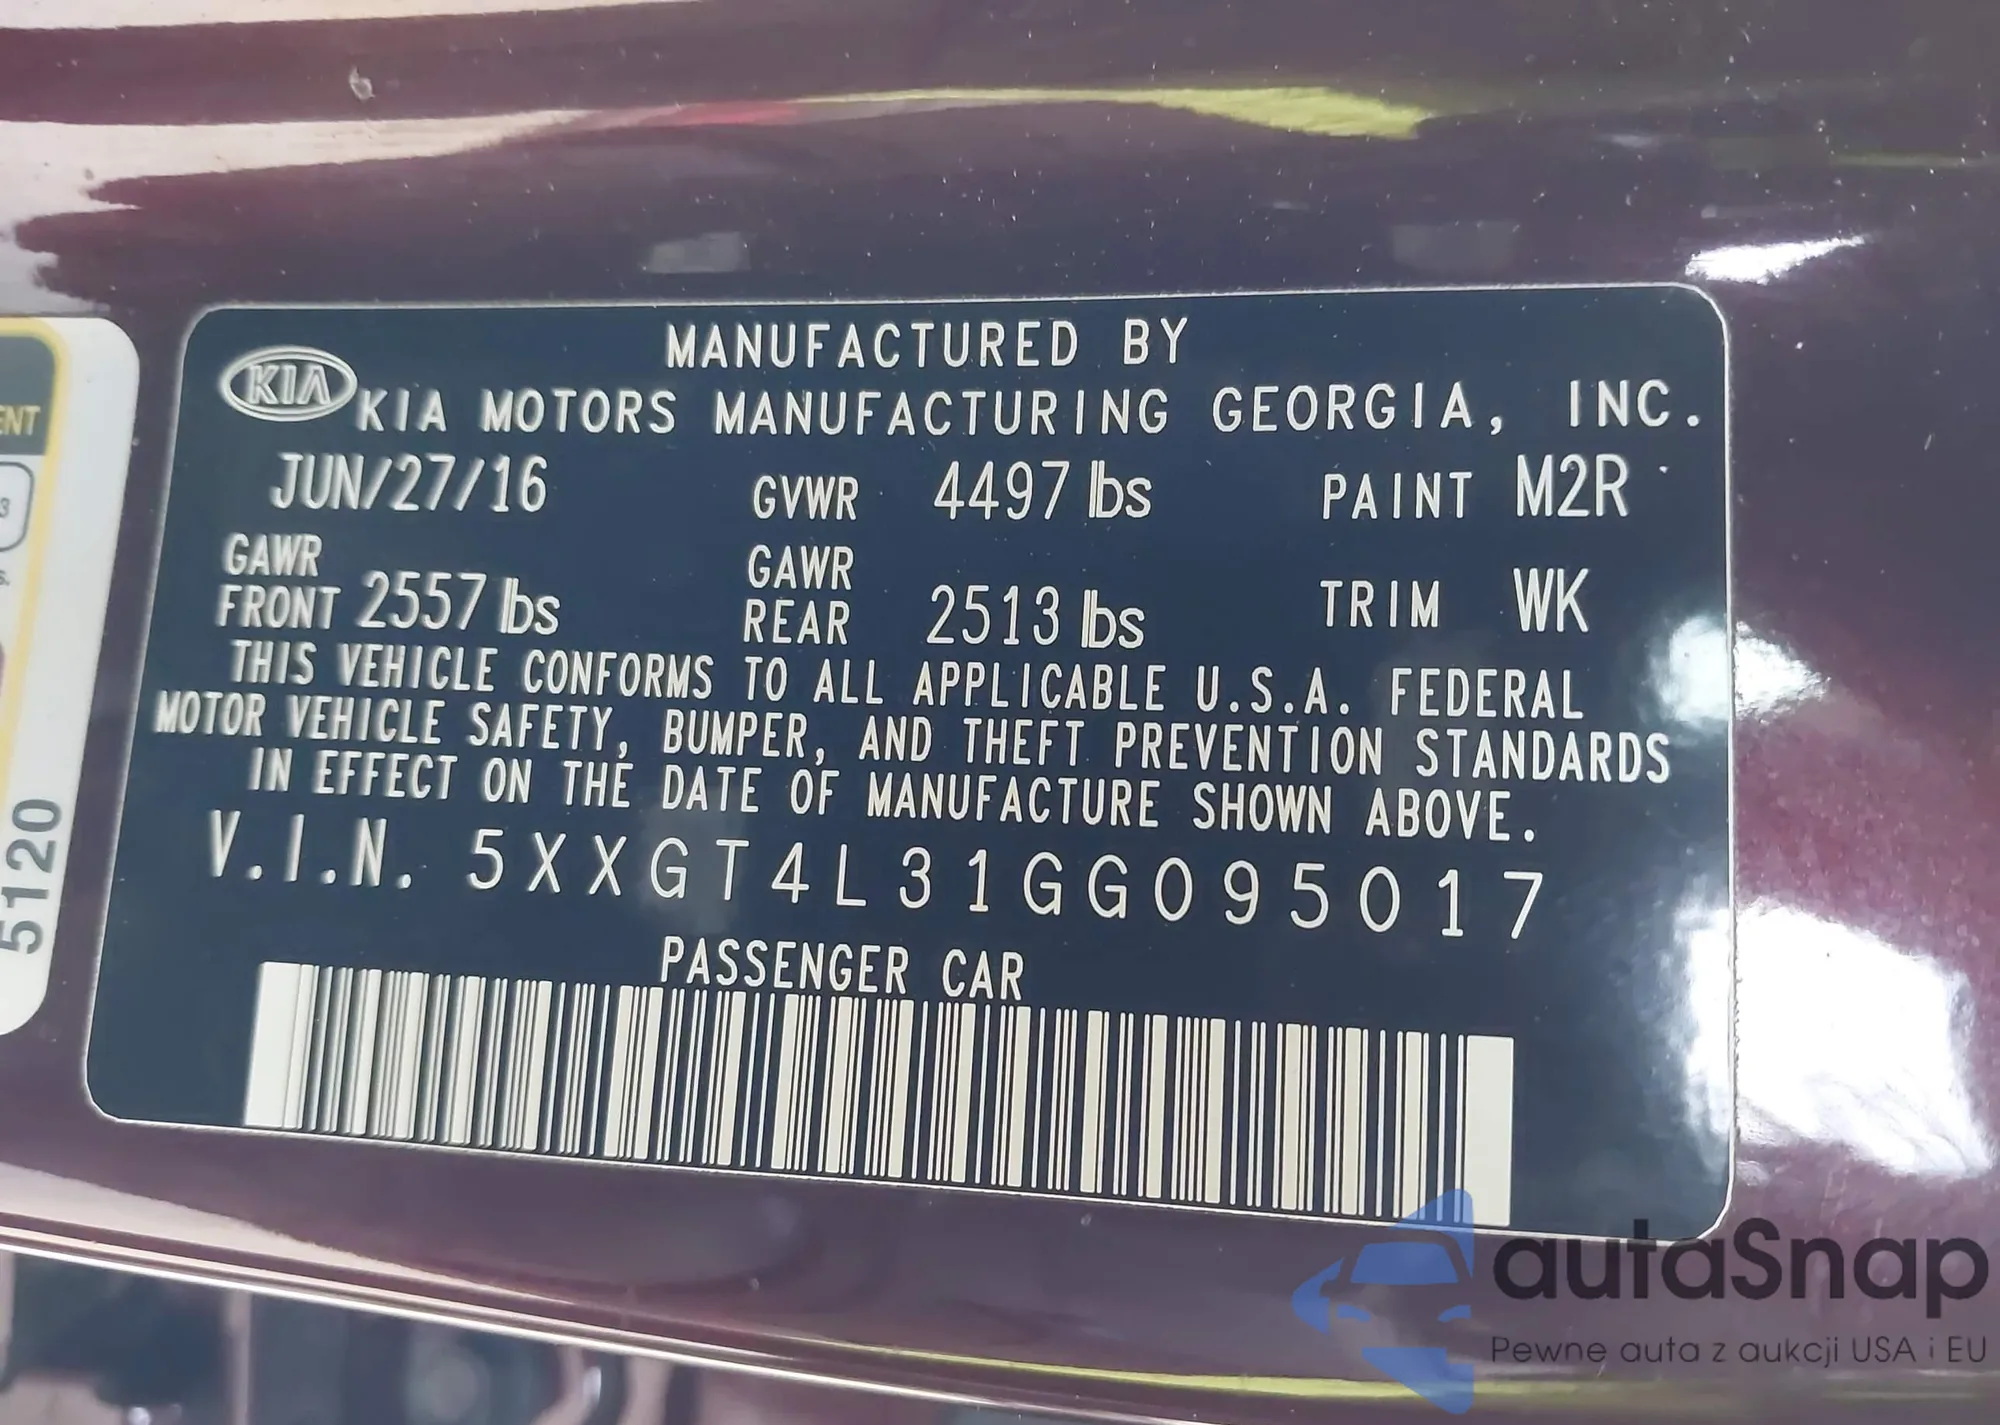 MANUFACTURED BY
KIA
KIA MOTORS MANUFACTURING GEORGIA, INC.
JUN/27/16 GVWR 4497 lbs PAINT M2R
GAWR FRONT 2557 lbs GAWR REAR 2513 lbs TRIM WK
THIS VEHICLE CONFORMS TO ALL APPLICABLE U.S.A. FEDERAL
MOTOR VEHICLE SAFETY, BUMPER, AND THEFT PREVENTION STANDARDS
IN EFFECT ON THE DATE OF MANUFACTURE SHOWN ABOVE.
V.I.N. 5XXGT4L31GG095017
PASSENGER CAR
5120
autaSnap
Pewne auta z aukcji USA i EU